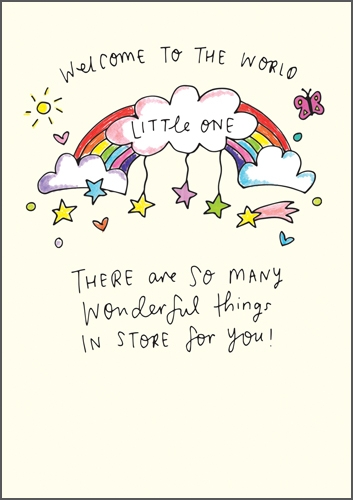 WelCOME TO THE WORLD
LITTle ONE
THERE are SO MANY
Wonderful things
IN STORE for YOU!